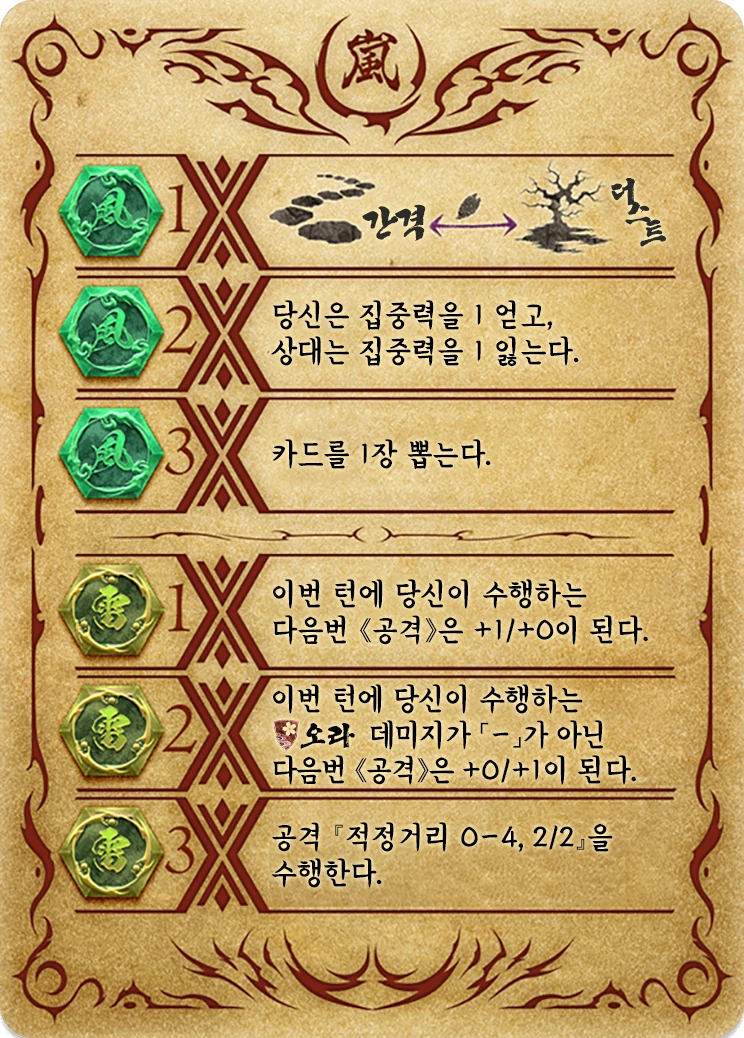 嵐
風 1 간격 더스트
風 2 당신은 집중력을 1 얻고,
상대는 집중력을 1 잃는다.
風 3 카드를 1장 뽑는다.
雷 1 이번 턴에 당신이 수행하는
다음번 《공격》은 +1/+0이 된다.
雷 2 이번 턴에 당신이 수행하는
오라 데미지가 「-」가 아닌
다음번 《공격》은 +0/+1이 된다.
雷 3 공격 『적정거리 0-4, 2/2』을
수행한다.